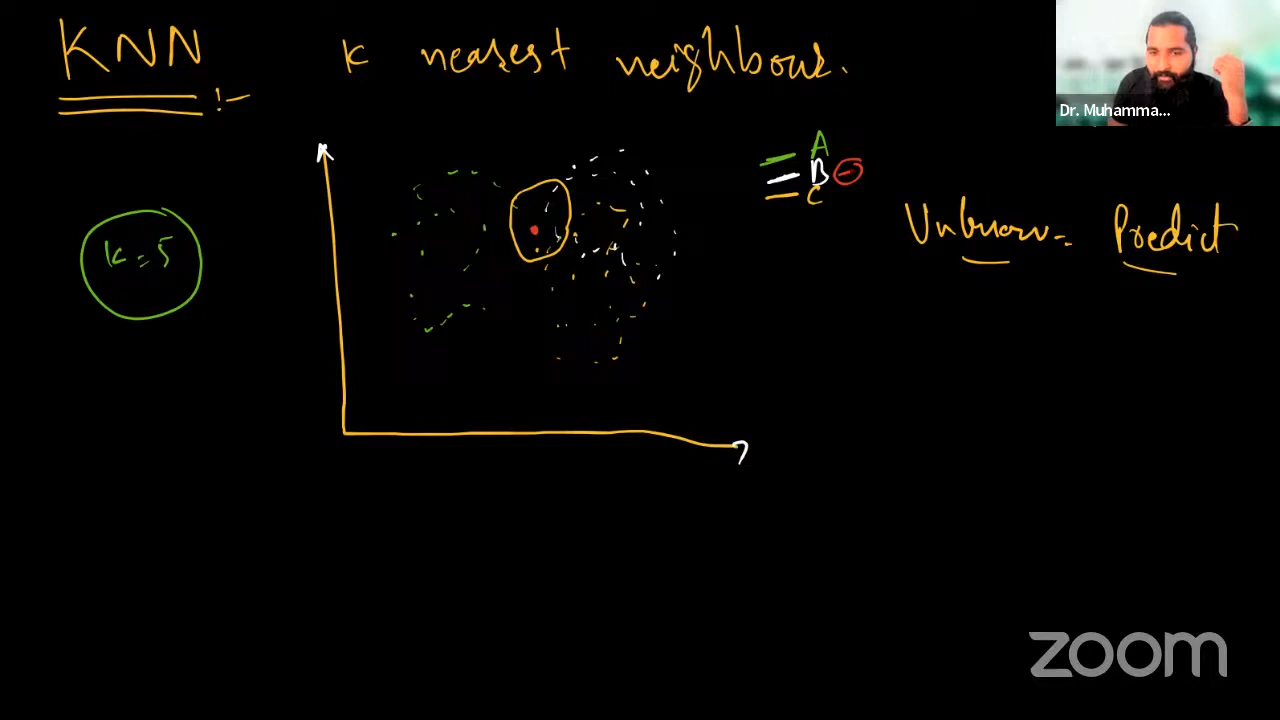 KNN :- K nearest neighbour.
Dr. Muhamma...
A
B -
C
K = 5
Unknown = Predict
zoom